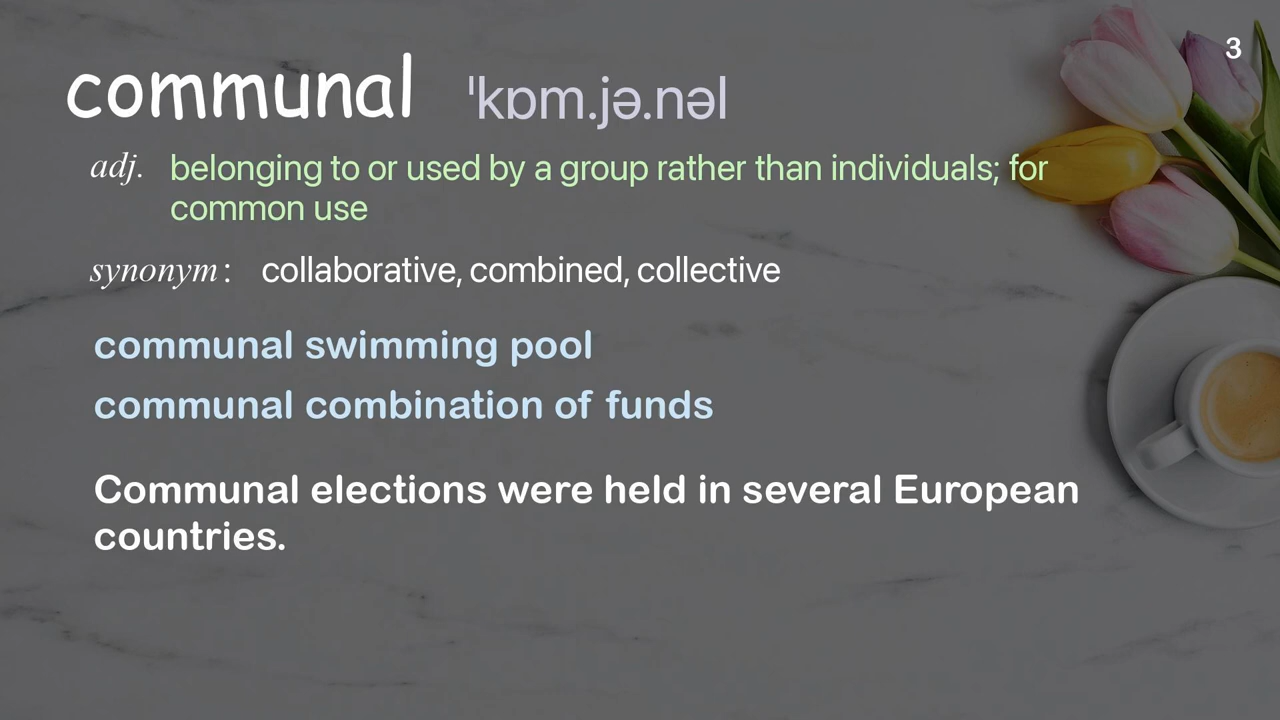 3
communal ˈkɒm.jə.nəl
adj. belonging to or used by a group rather than individuals; for
common use
synonym: collaborative, combined, collective
communal swimming pool
communal combination of funds
Communal elections were held in several European
countries.